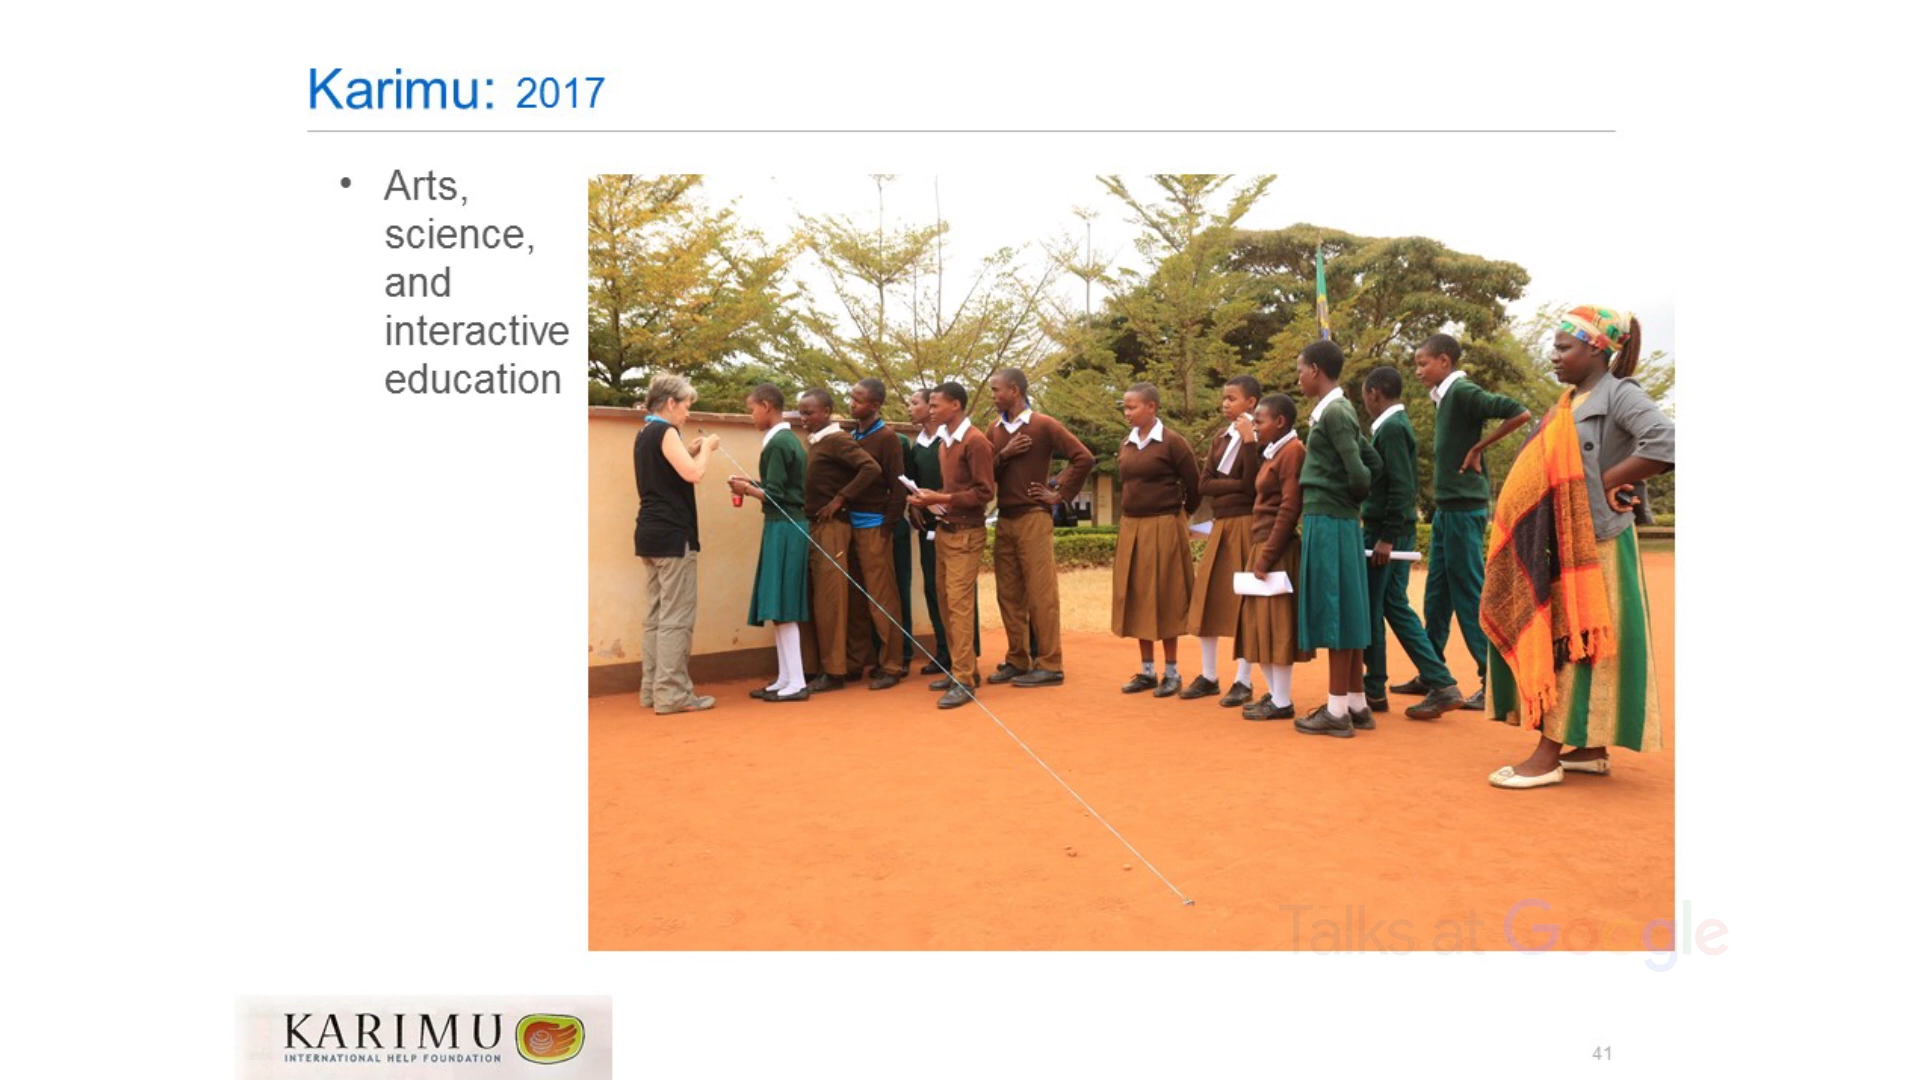 Karimu: 2017
• Arts,
science,
and
interactive
education
Talks at Google
KARIMU
INTERNATIONAL HELP FOUNDATION
41